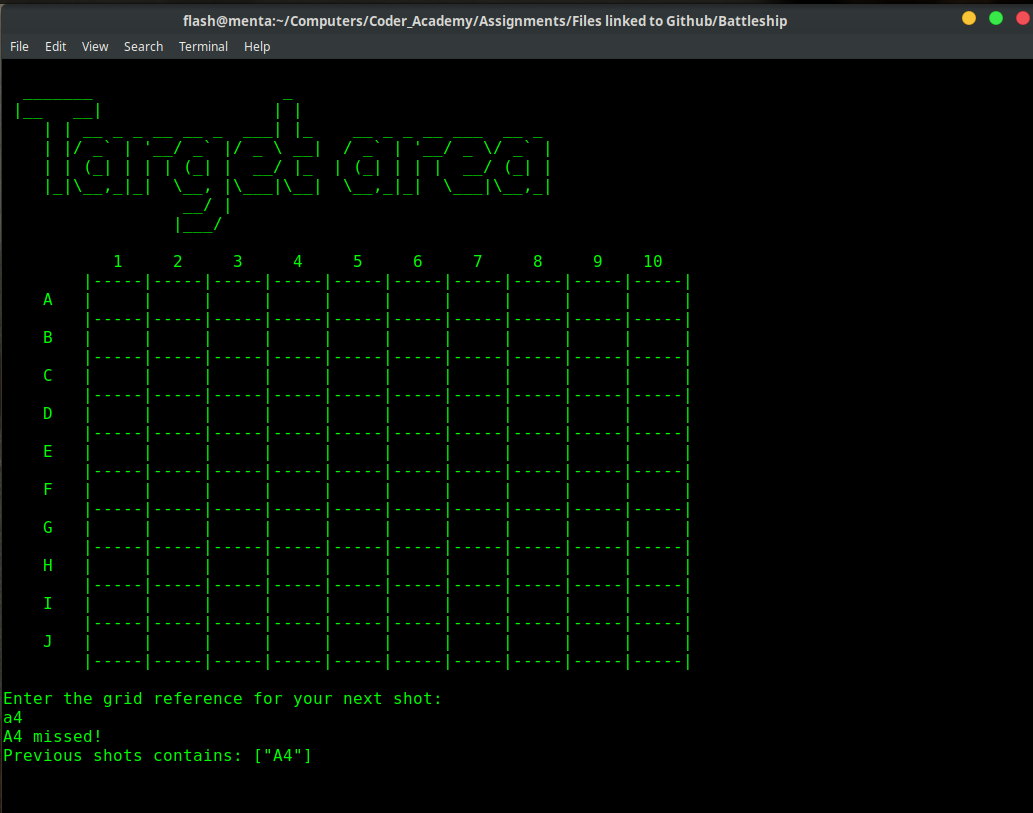 flash@menta:~/Computers/Coder_Academy/Assignments/Files linked to Github/Battleship
File Edit View Search Terminal Help
Target area
1 2 3 4 5 6 7 8 9 10
A
B
C
D
E
F
G
H
I
J
Enter the grid reference for your next shot:
a4
A4 missed!
Previous shots contains: ["A4"]